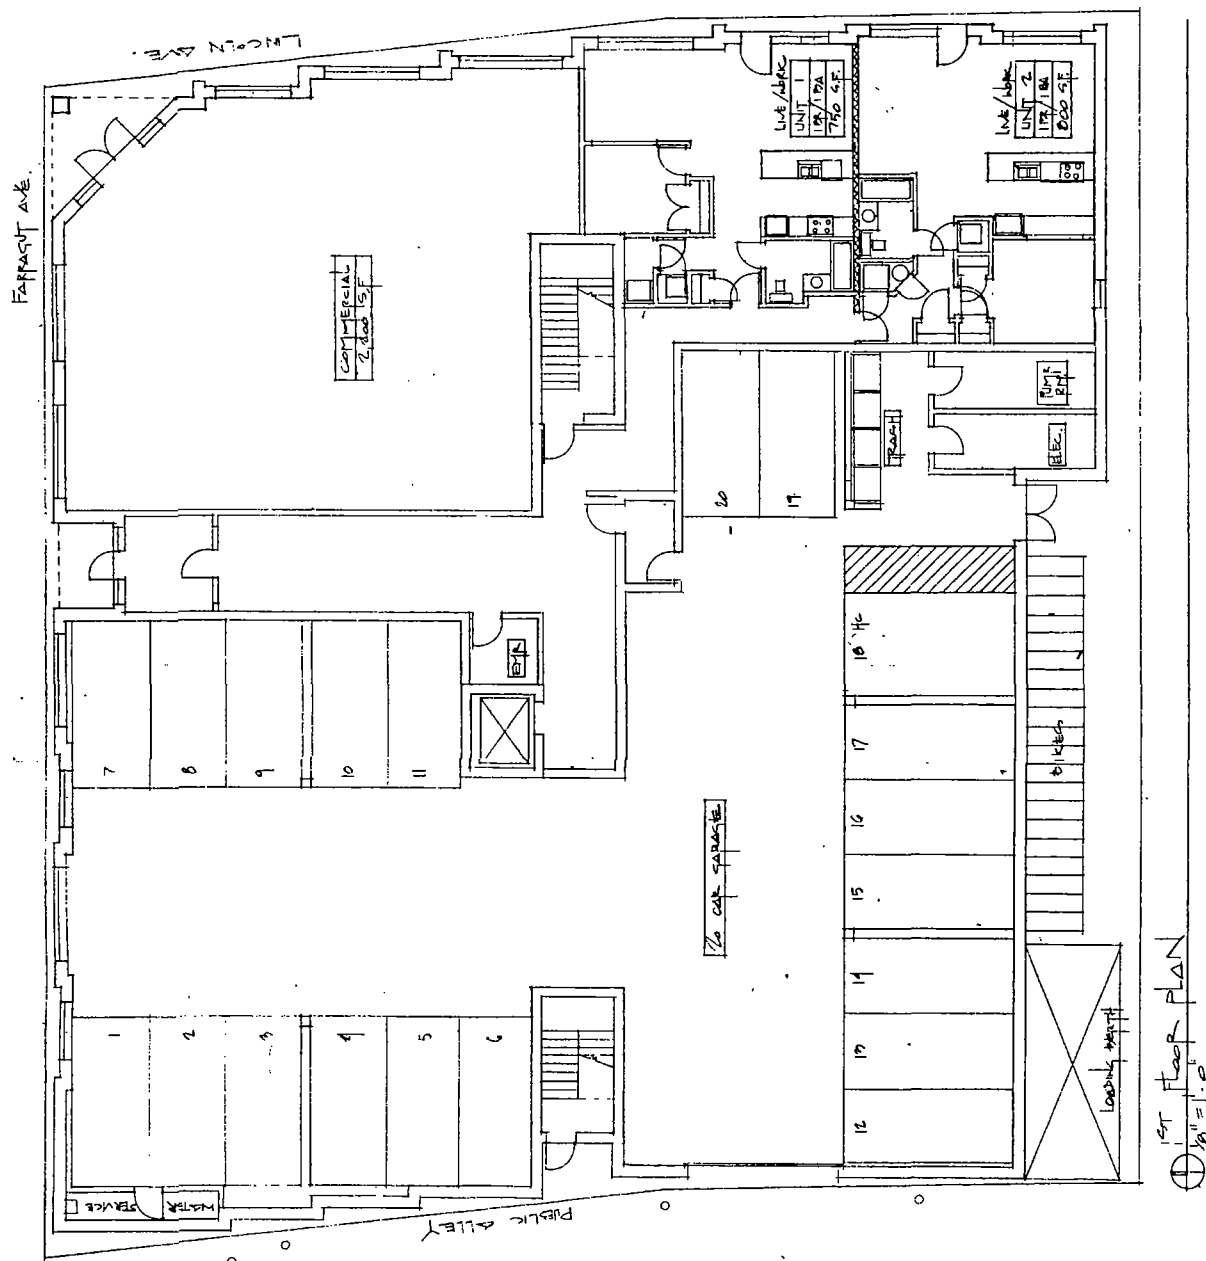 LINCOLN AVE.
FARRAGUT AVE.
LIVE/WORK
UNIT 1
1BR/1BA
750 S.F.
LIVE/WORK
UNIT 2
1BR/1BA
800 S.F.
COMMERCIAL
2,200 S.F.
PUMP
RM.
TRASH
ELEC.
20
19
EMR
18 HC
7
8
9
10
11
17
16
15
BIKES
20 CAR GARAGE
1
2
3
4
5
6
14
13
12
LOADING BERTH
WATER
SERVICE
PUBLIC ALLEY
1ST FLOOR PLAN
1/8" = 1'-0"